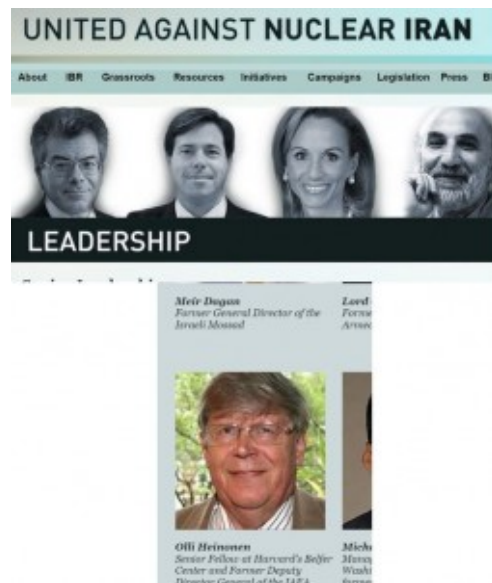 UNITED AGAINST NUCLEAR IRAN
About IBR Grassroots Resources Initiatives Campaigns Legislation Press
LEADERSHIP
Meir Dagan
Former General Director of the
Israeli Mossad
Lord
Olli Heinonen
Senior Fellow at Harvard's Belfer
Center and Former Deputy
Director General of the IAEA